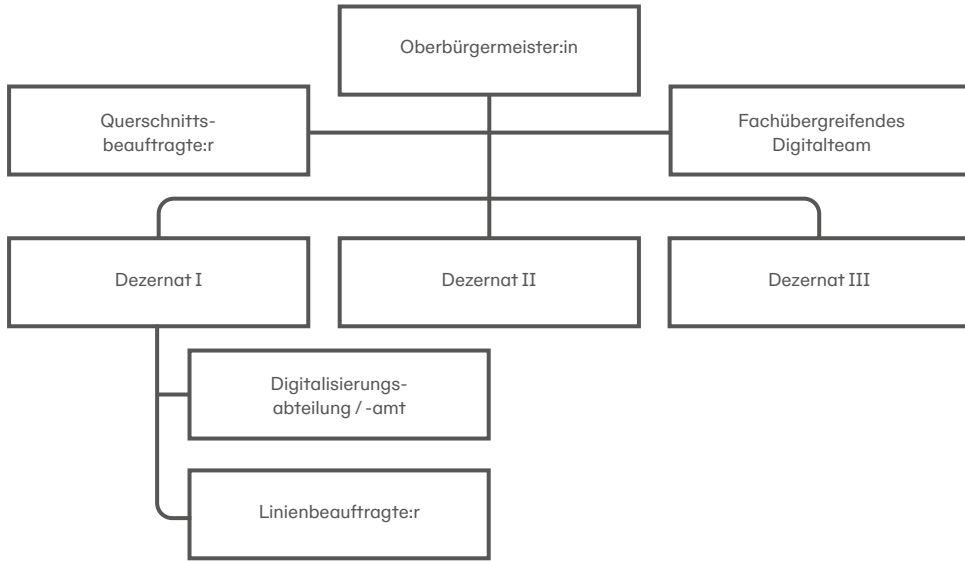 Oberbürgermeister:in
Querschnitts-
beauftragte:r
Fachübergreifendes
Digitalteam
Dezernat I
Dezernat II
Dezernat III
Digitalisierungs-
abteilung / -amt
Linienbeauftragte:r